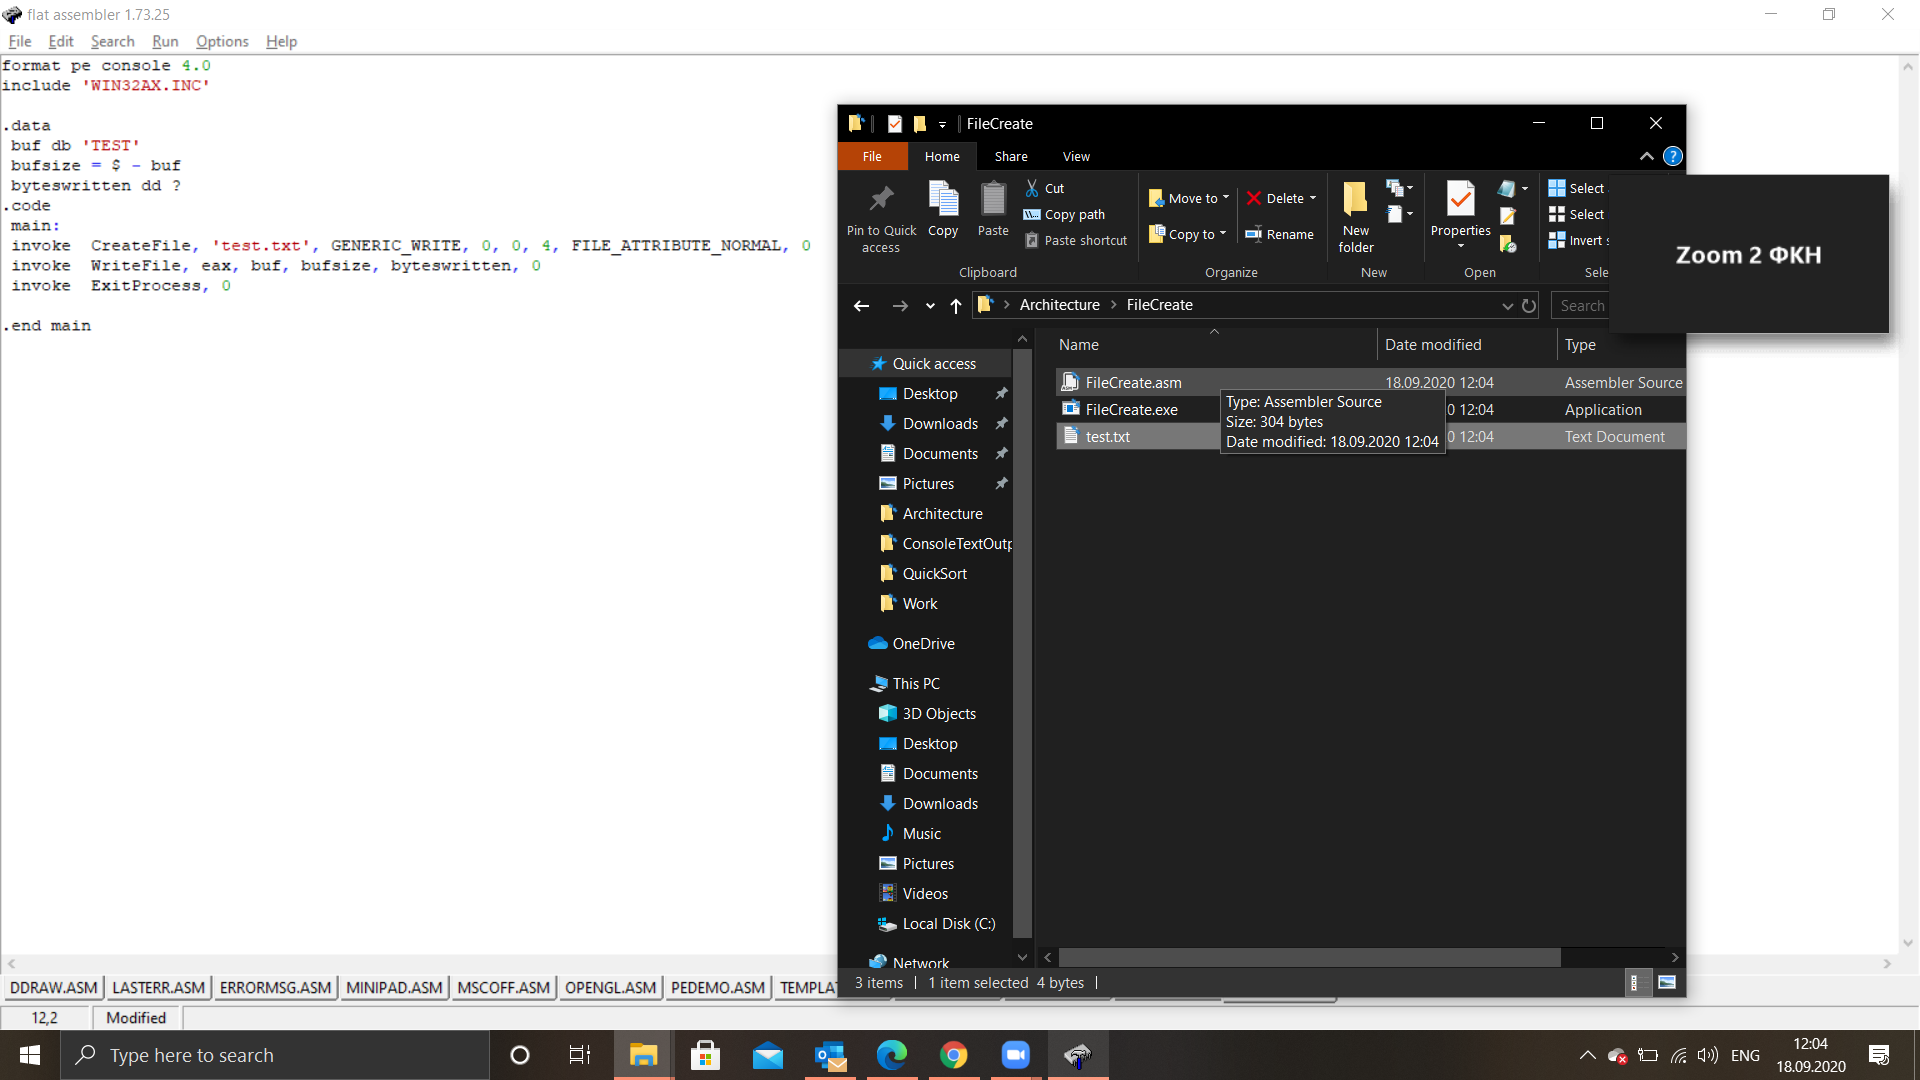 flat assembler 1.73.25
File Edit Search Run Options Help
format pe console 4.0
include 'WIN32AX.INC'
.data
buf db 'TEST'
bufsize = $ - buf
byteswritten dd ?
.code
main:
invoke CreateFile, 'test.txt', GENERIC_WRITE, 0, 0, 4, FILE_ATTRIBUTE_NORMAL, 0
invoke WriteFile, eax, buf, bufsize, byteswritten, 0
invoke ExitProcess, 0
.end main
DDRAW.ASM LASTERR.ASM ERRORMSG.ASM MINIPAD.ASM MSCOFF.ASM OPENGL.ASM PEDEMO.ASM TEMPLA
12,2 Modified
FileCreate
File Home Share View
Pin to Quick access
Copy
Paste
Cut
Copy path
Paste shortcut
Clipboard
Move to
Copy to
Delete
Rename
Organize
New folder
New
Properties
Open
Select
Select
Invert s
Sele
Zoom 2 ФКН
Architecture > FileCreate
Search
Name Date modified Type
FileCreate.asm 18.09.2020 12:04 Assembler Source
FileCreate.exe 0 12:04 Application
test.txt 0 12:04 Text Document
Type: Assembler Source
Size: 304 bytes
Date modified: 18.09.2020 12:04
Quick access
Desktop
Downloads
Documents
Pictures
Architecture
ConsoleTextOutp
QuickSort
Work
OneDrive
This PC
3D Objects
Desktop
Documents
Downloads
Music
Pictures
Videos
Local Disk (C:)
Network
3 items 1 item selected 4 bytes
Type here to search
ENG
12:04
18.09.2020